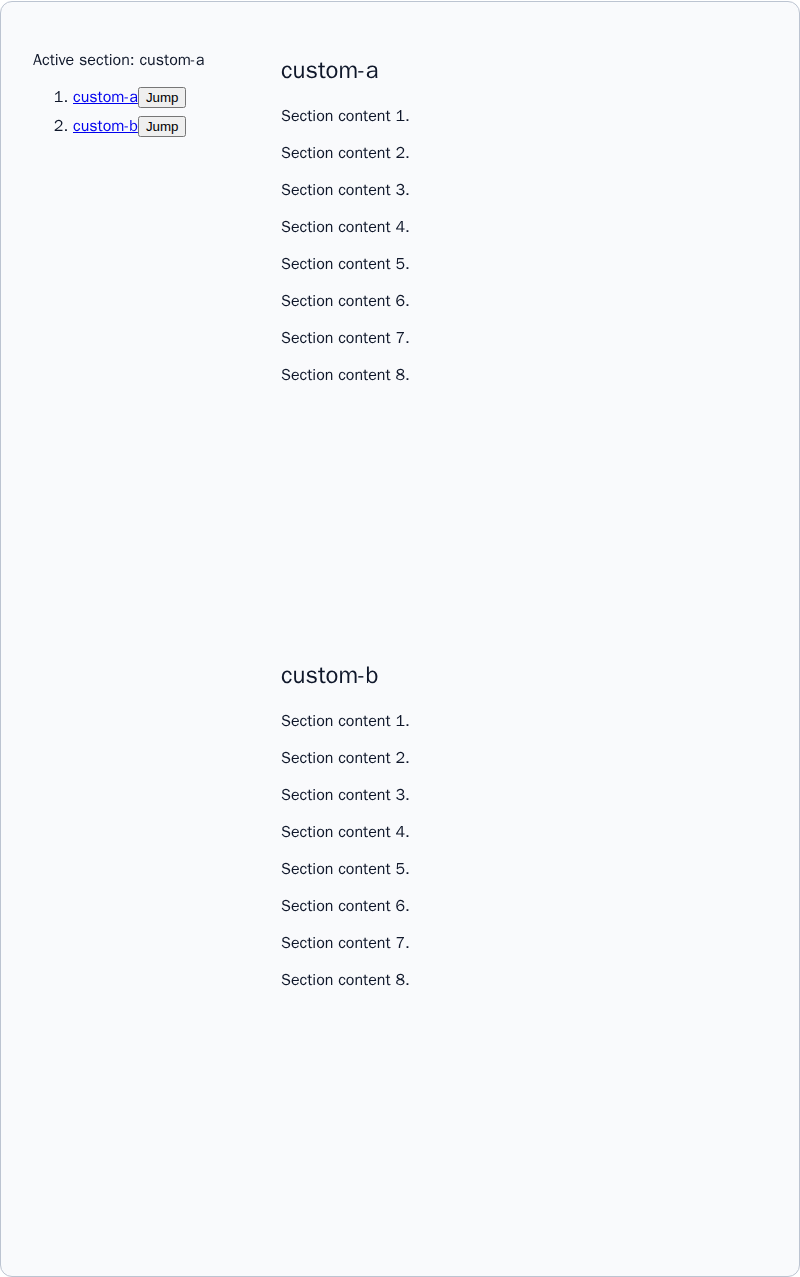 Active section: custom-a
1. custom-a Jump
2. custom-b Jump
custom-a
Section content 1.
Section content 2.
Section content 3.
Section content 4.
Section content 5.
Section content 6.
Section content 7.
Section content 8.
custom-b
Section content 1.
Section content 2.
Section content 3.
Section content 4.
Section content 5.
Section content 6.
Section content 7.
Section content 8.